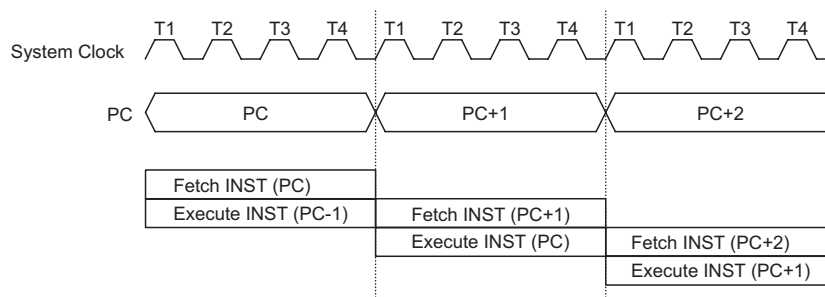 T1 T2 T3 T4 T1 T2 T3 T4 T1 T2 T3 T4
System Clock
PC PC PC+1 PC+2
Fetch INST (PC)
Execute INST (PC-1) Fetch INST (PC+1)
Execute INST (PC) Fetch INST (PC+2)
Execute INST (PC+1)